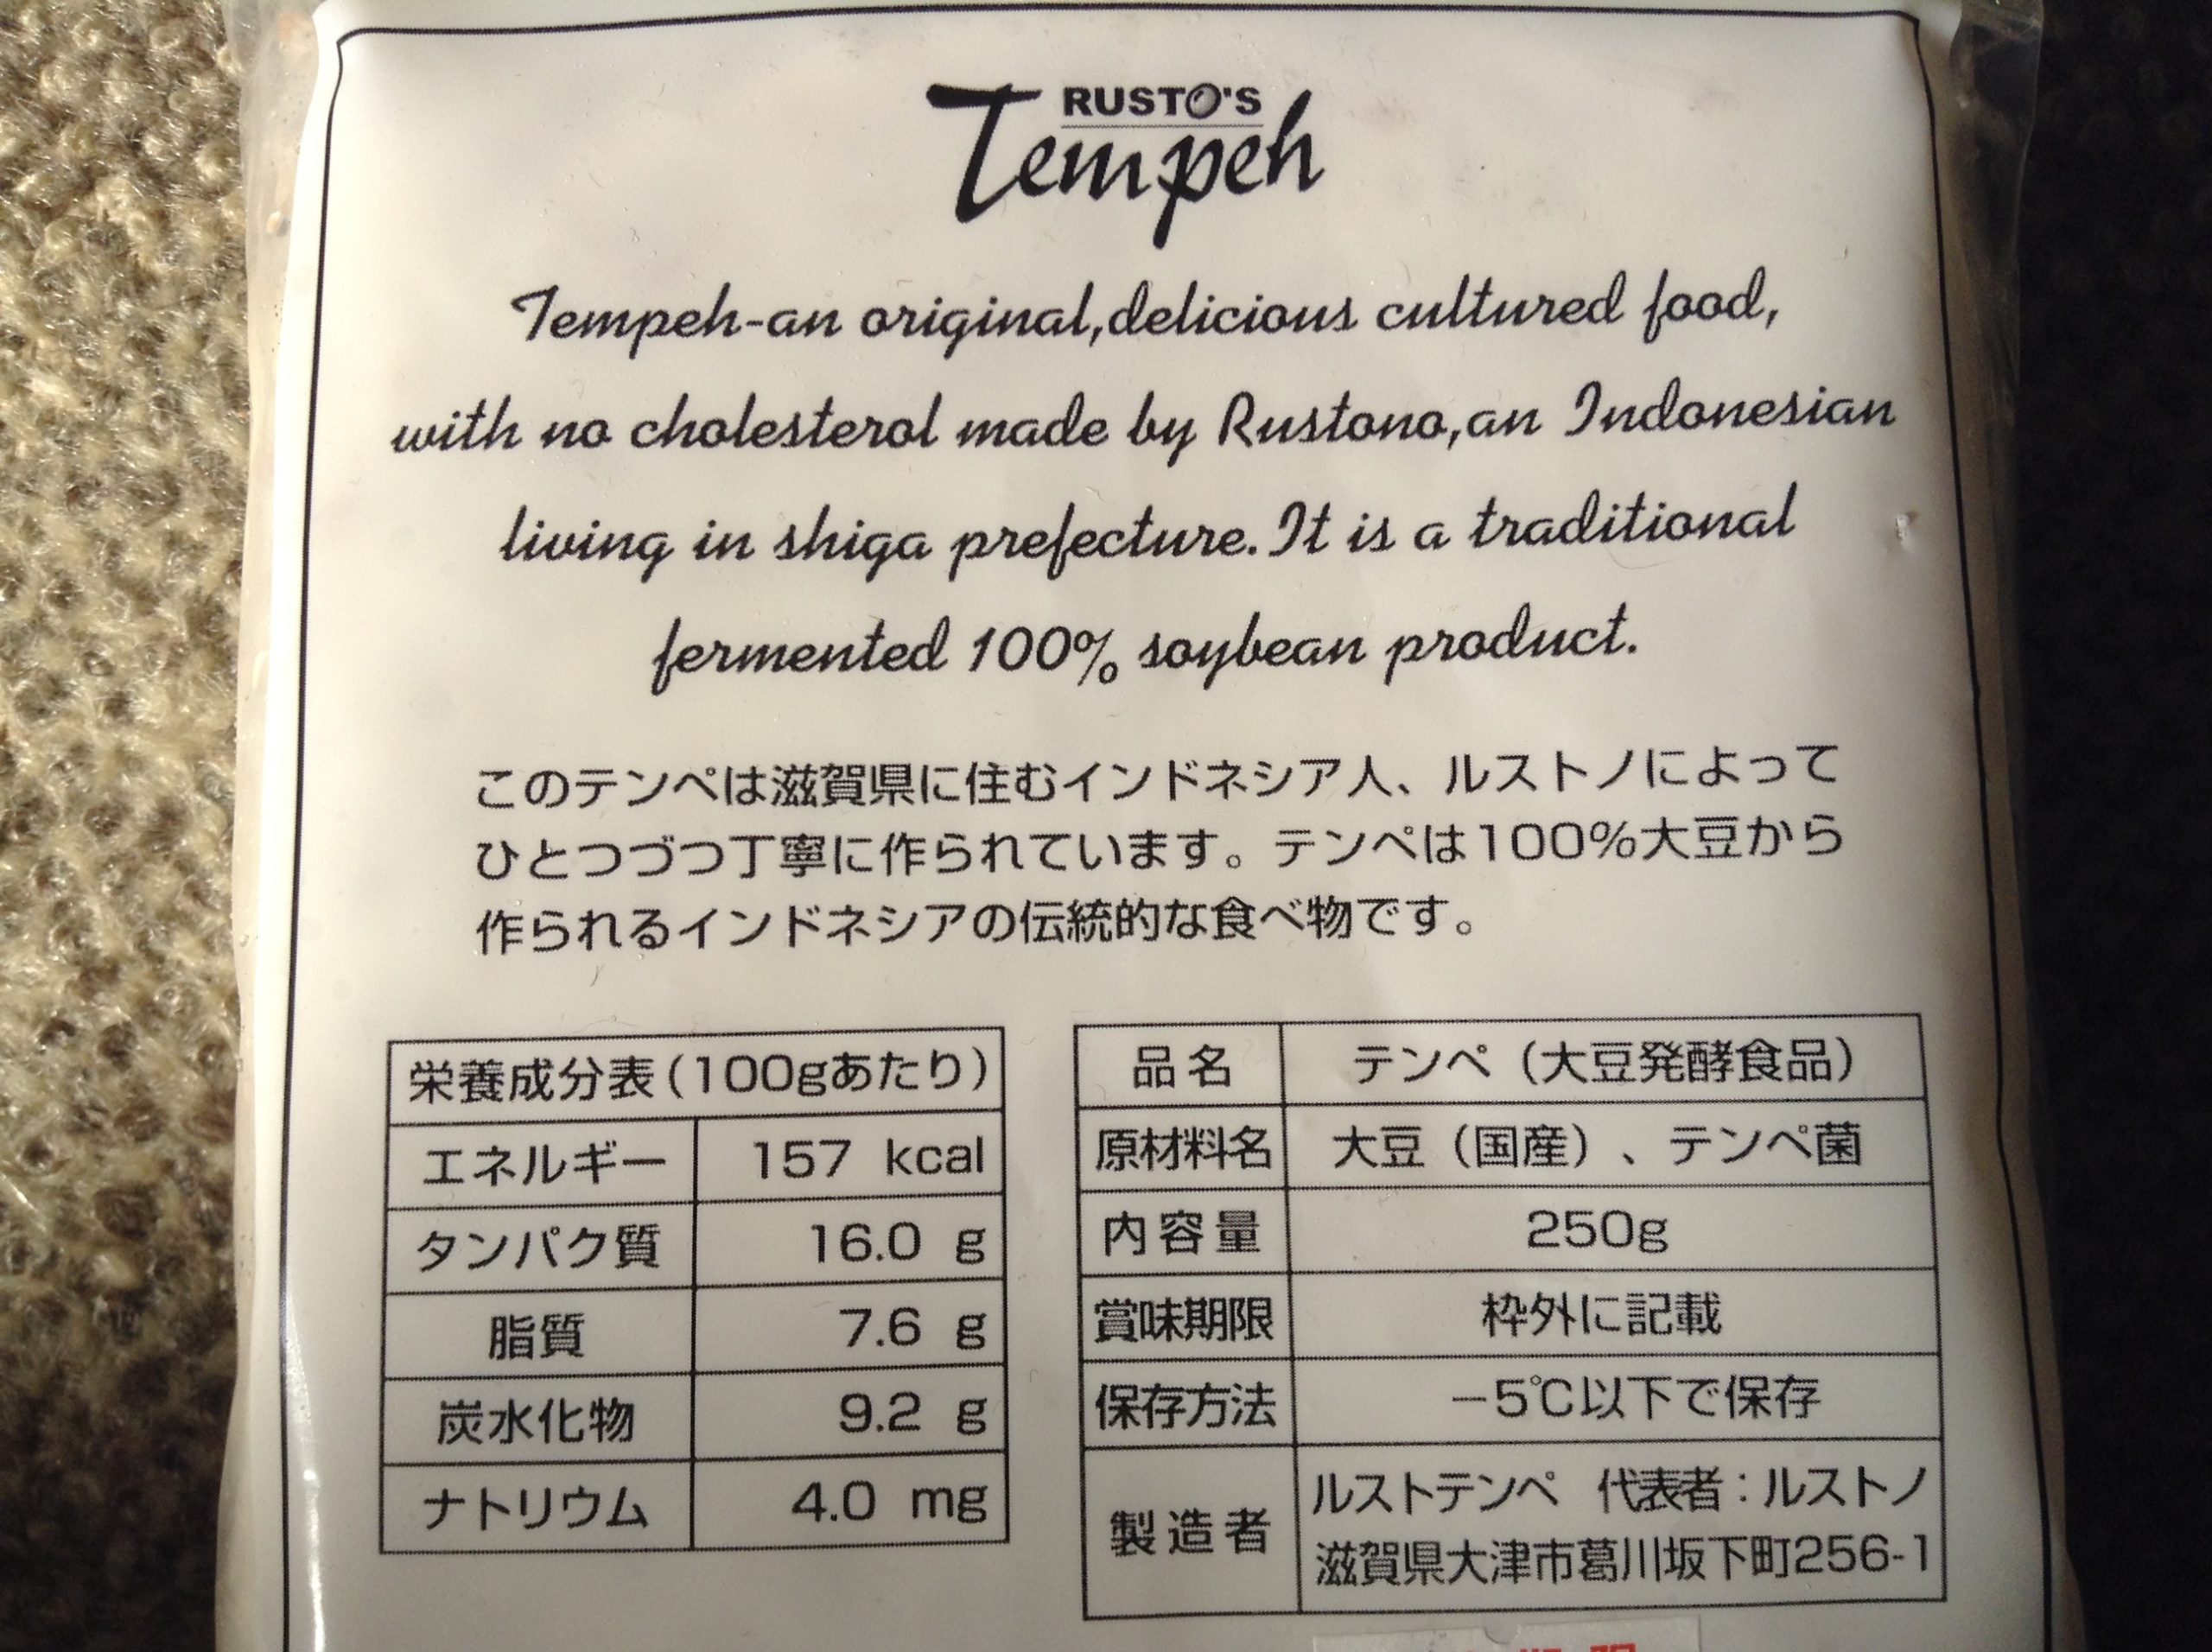 RUSTO'S
Tempeh
Tempeh-an original,delicious cultured food,
with no cholesterol made by Rustono,an Indonesian
living in shiga prefecture.It is a traditional
fermented 100% soybean product.
このテンペは滋賀県に住むインドネシア人、ルストノによって
ひとつづつ丁寧に作られています。テンペは100%大豆から
作られるインドネシアの伝統的な食べ物です。
栄養成分表(100gあたり)
エネルギー 157 kcal
タンパク質 16.0 g
脂質 7.6 g
炭水化物 9.2 g
ナトリウム 4.0 mg
品名 テンペ（大豆発酵食品）
原材料名 大豆（国産）、テンペ菌
内容量 250g
賞味期限 枠外に記載
保存方法 −5℃以下で保存
製造者 ルストテンペ 代表者：ルストノ
滋賀県大津市葛川坂下町256-1